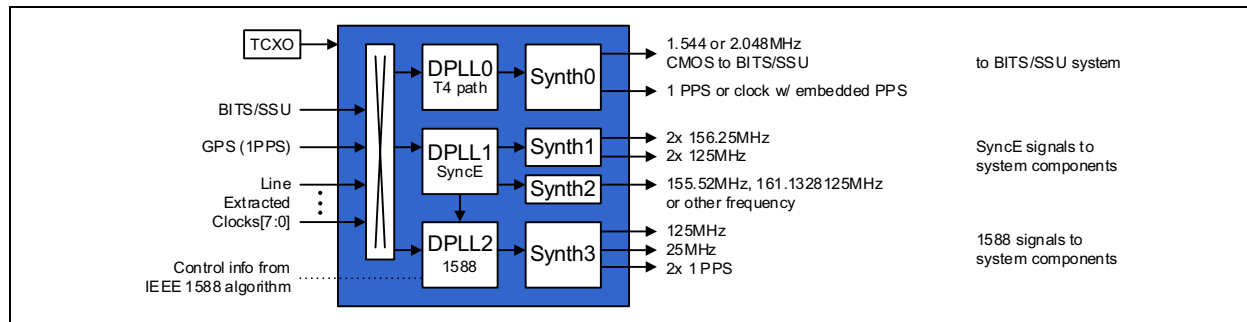 TCXO
BITS/SSU
GPS (1PPS)
Line
Extracted
Clocks[7:0]
Control info from
IEEE 1588 algorithm
DPLL0
T4 path
Synth0
DPLL1
SyncE
Synth1
Synth2
DPLL2
1588
Synth3
1.544 or 2.048MHz
CMOS to BITS/SSU
1 PPS or clock w/ embedded PPS
2x 156.25MHz
2x 125MHz
155.52MHz, 161.1328125MHz
or other frequency
125MHz
25MHz
2x 1 PPS
to BITS/SSU system
SyncE signals to
system components
1588 signals to
system components